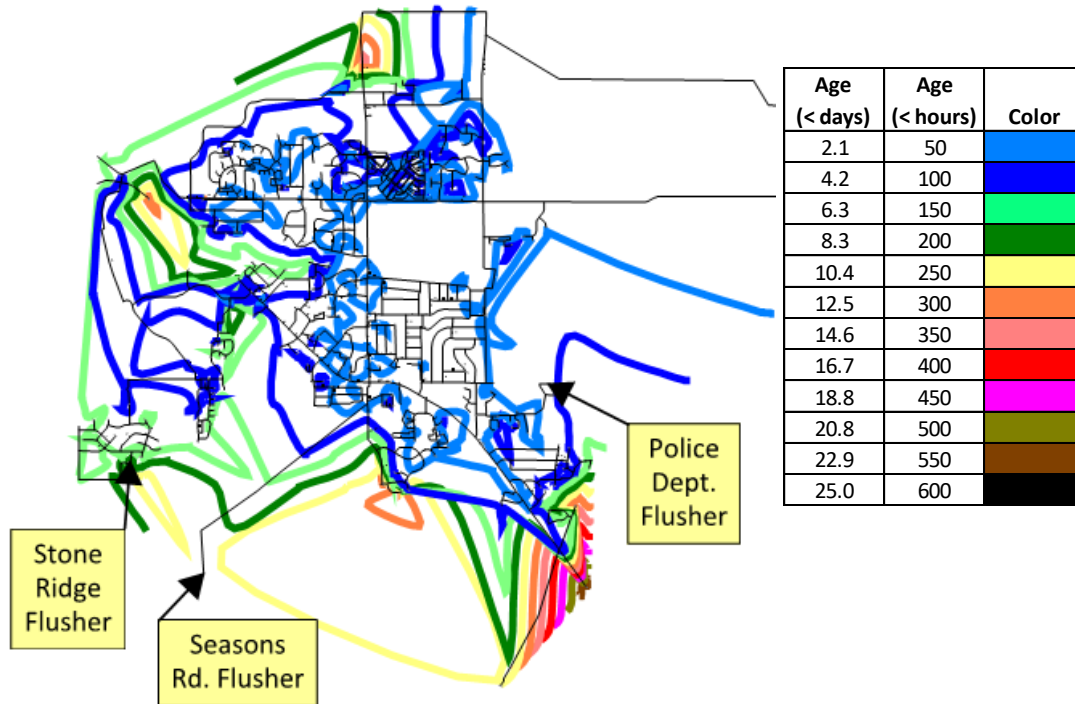 Age Age
(< days) (< hours) Color
2.1 50
4.2 100
6.3 150
8.3 200
10.4 250
12.5 300
14.6 350
16.7 400
18.8 450
20.8 500
22.9 550
25.0 600
Police
Dept.
Flusher
Stone
Ridge
Flusher
Seasons
Rd. Flusher